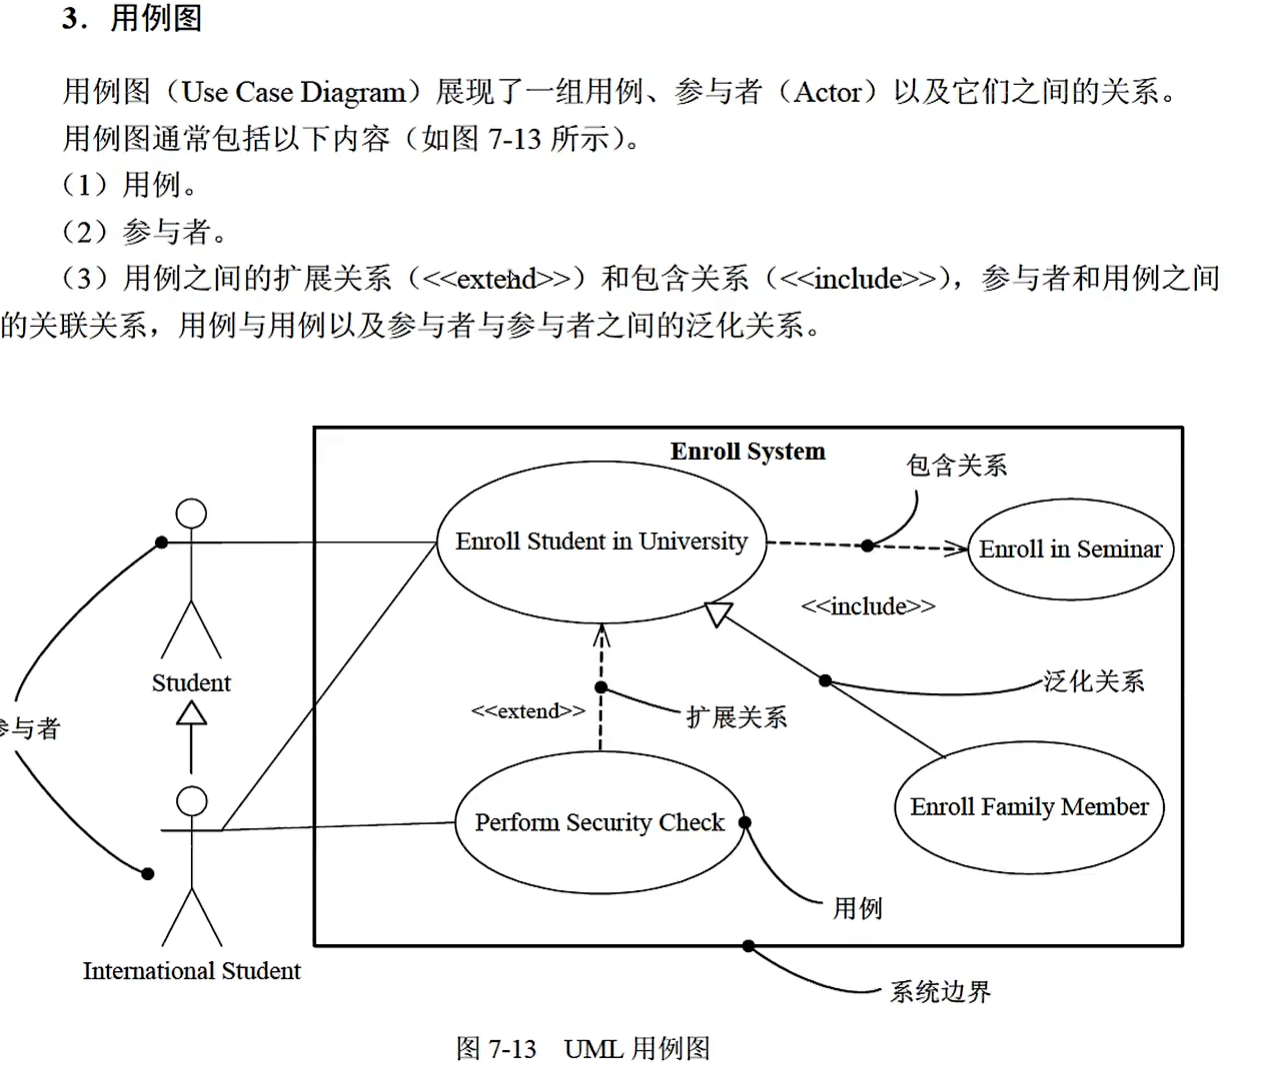 3. 用例图
用例图（Use Case Diagram）展现了一组用例、参与者（Actor）以及它们之间的关系。
用例图通常包括以下内容（如图 7-13 所示）。
（1）用例。
（2）参与者。
（3）用例之间的扩展关系（<<extend>>）和包含关系（<<include>>），参与者和用例之间
的关联关系，用例与用例以及参与者与参与者之间的泛化关系。
Enroll System
包含关系
Enroll Student in University
Enroll in Seminar
<<include>>
Student
泛化关系
<<extend>>
扩展关系
参与者
Enroll Family Member
Perform Security Check
用例
International Student
系统边界
图 7-13 UML 用例图